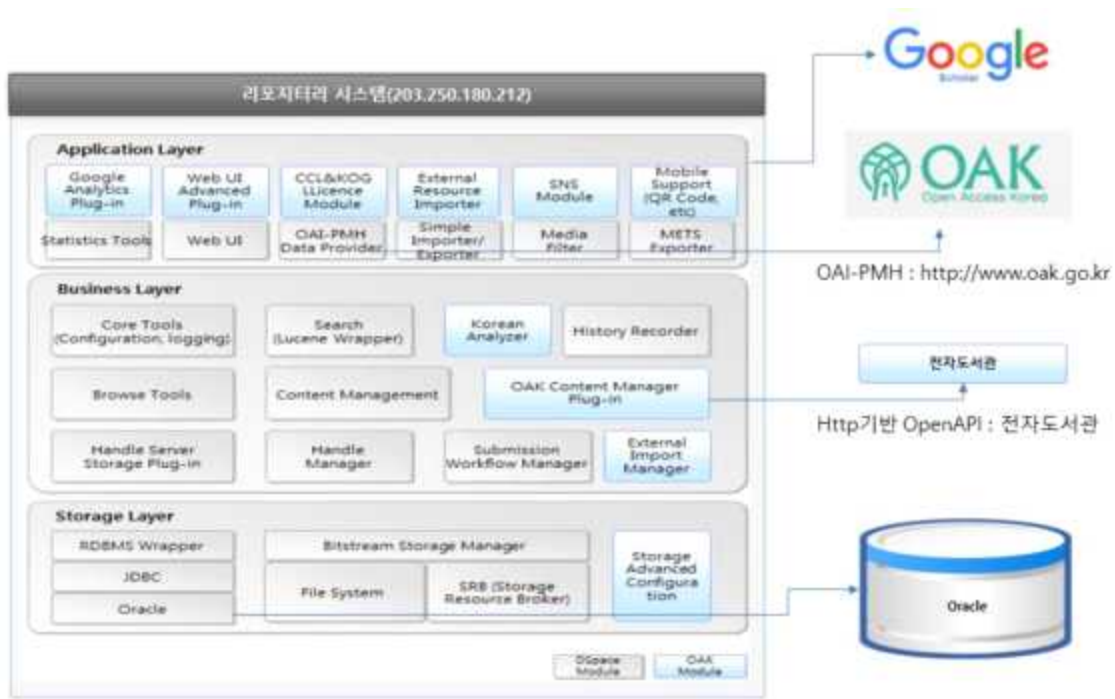 Google
Scholar
리포지터리 시스템(203.250.180.212)
OAK
Open Access Korea
OAI-PMH : http://www.oak.go.kr
Application Layer
Google
Analytics
Plug-in
Web UI
Advanced
Plug-in
CCL&KOG
LLicence
Module
External
Resource
Importer
SNS
Module
Mobile
Support
(QR Code,
etc)
Statistics Tools
Web UI
OAI-PMH
Data Provider
Simple
Importer/
Exporter
Media
Filter
METS
Exporter
Business Layer
Core Tools
(Configuration, logging)
Search
(Lucene Wrapper)
Korean
Analyzer
History Recorder
Browse Tools
Content Management
OAK Content Manager
Plug-in
전자도서관
Http기반 OpenAPI : 전자도서관
Handle Server
Storage Plug-in
Handle
Manager
Submission
Workflow Manager
External
Import
Manager
Storage Layer
RDBMS Wrapper
Bitstream Storage Manager
Storage
Advanced
Configura
tion
JDBC
File System
SRB (Storage
Resource Broker)
Oracle
Oracle
DSpace
Module
OAK
Module